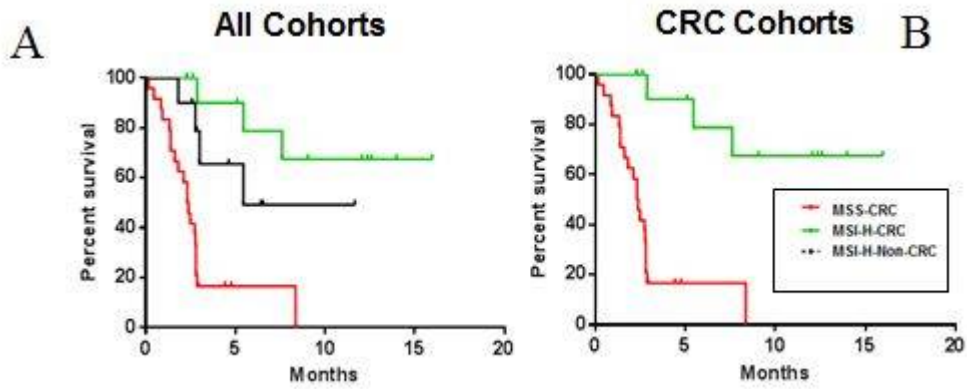 A
All Cohorts
Percent survival
100
80
60
40
20
0
0 5 10 15 20
Months
CRC Cohorts
B
Percent survival
100
80
60
40
20
0
0 5 10 15 20
Months
MSS-CRC
MSI-H-CRC
MSI-H-Non-CRC